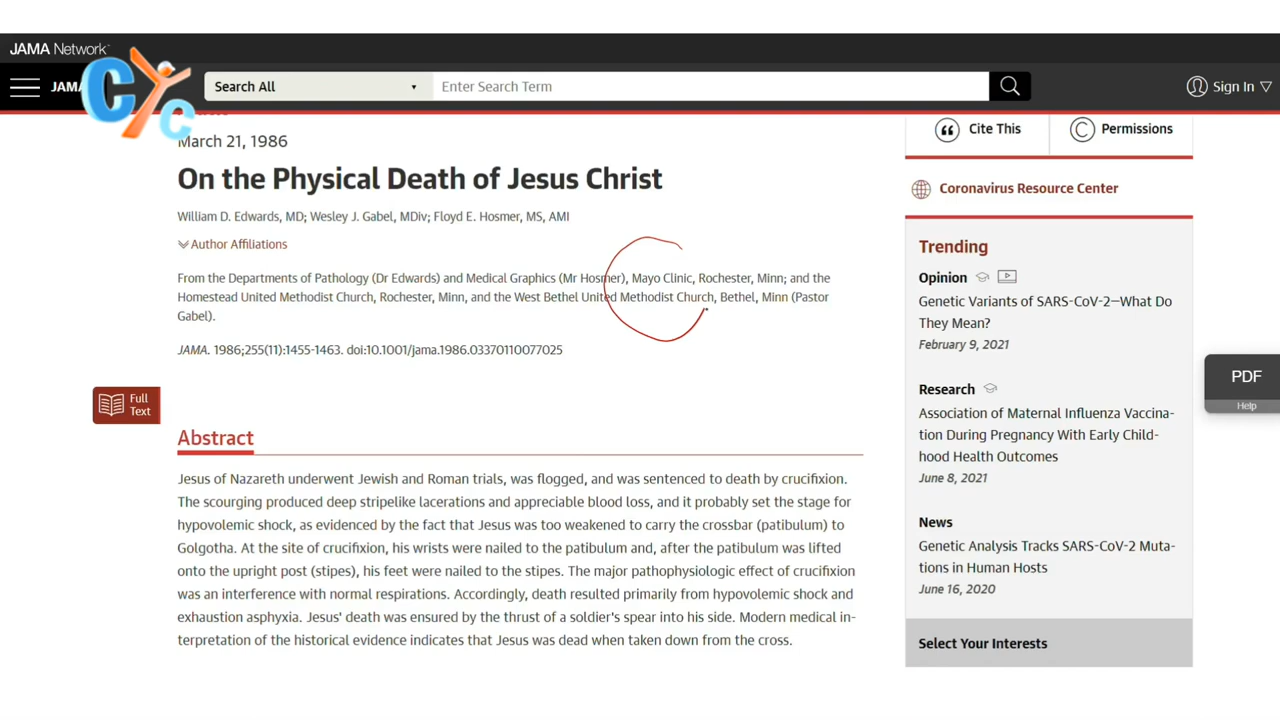 JAMA Network
JAMA
Search All
Enter Search Term
Sign In
CYC
March 21, 1986
Cite This
Permissions
On the Physical Death of Jesus Christ
William D. Edwards, MD; Wesley J. Gabel, MDiv; Floyd E. Hosmer, MS, AMI
Author Affiliations
From the Departments of Pathology (Dr Edwards) and Medical Graphics (Mr Hosmer), Mayo Clinic, Rochester, Minn; and the
Homestead United Methodist Church, Rochester, Minn, and the West Bethel United Methodist Church, Bethel, Minn (Pastor
Gabel).
JAMA. 1986;255(11):1455-1463. doi:10.1001/jama.1986.03370110077025
Full
Text
Abstract
Jesus of Nazareth underwent Jewish and Roman trials, was flogged, and was sentenced to death by crucifixion.
The scourging produced deep stripelike lacerations and appreciable blood loss, and it probably set the stage for
hypovolemic shock, as evidenced by the fact that Jesus was too weakened to carry the crossbar (patibulum) to
Golgotha. At the site of crucifixion, his wrists were nailed to the patibulum and, after the patibulum was lifted
onto the upright post (stipes), his feet were nailed to the stipes. The major pathophysiologic effect of crucifixion
was an interference with normal respirations. Accordingly, death resulted primarily from hypovolemic shock and
exhaustion asphyxia. Jesus' death was ensured by the thrust of a soldier's spear into his side. Modern medical in-
terpretation of the historical evidence indicates that Jesus was dead when taken down from the cross.
Coronavirus Resource Center
Trending
Opinion
Genetic Variants of SARS-CoV-2—What Do
They Mean?
February 9, 2021
Research
Association of Maternal Influenza Vaccina-
tion During Pregnancy With Early Child-
hood Health Outcomes
June 8, 2021
News
Genetic Analysis Tracks SARS-CoV-2 Muta-
tions in Human Hosts
June 16, 2020
Select Your Interests
PDF
Help